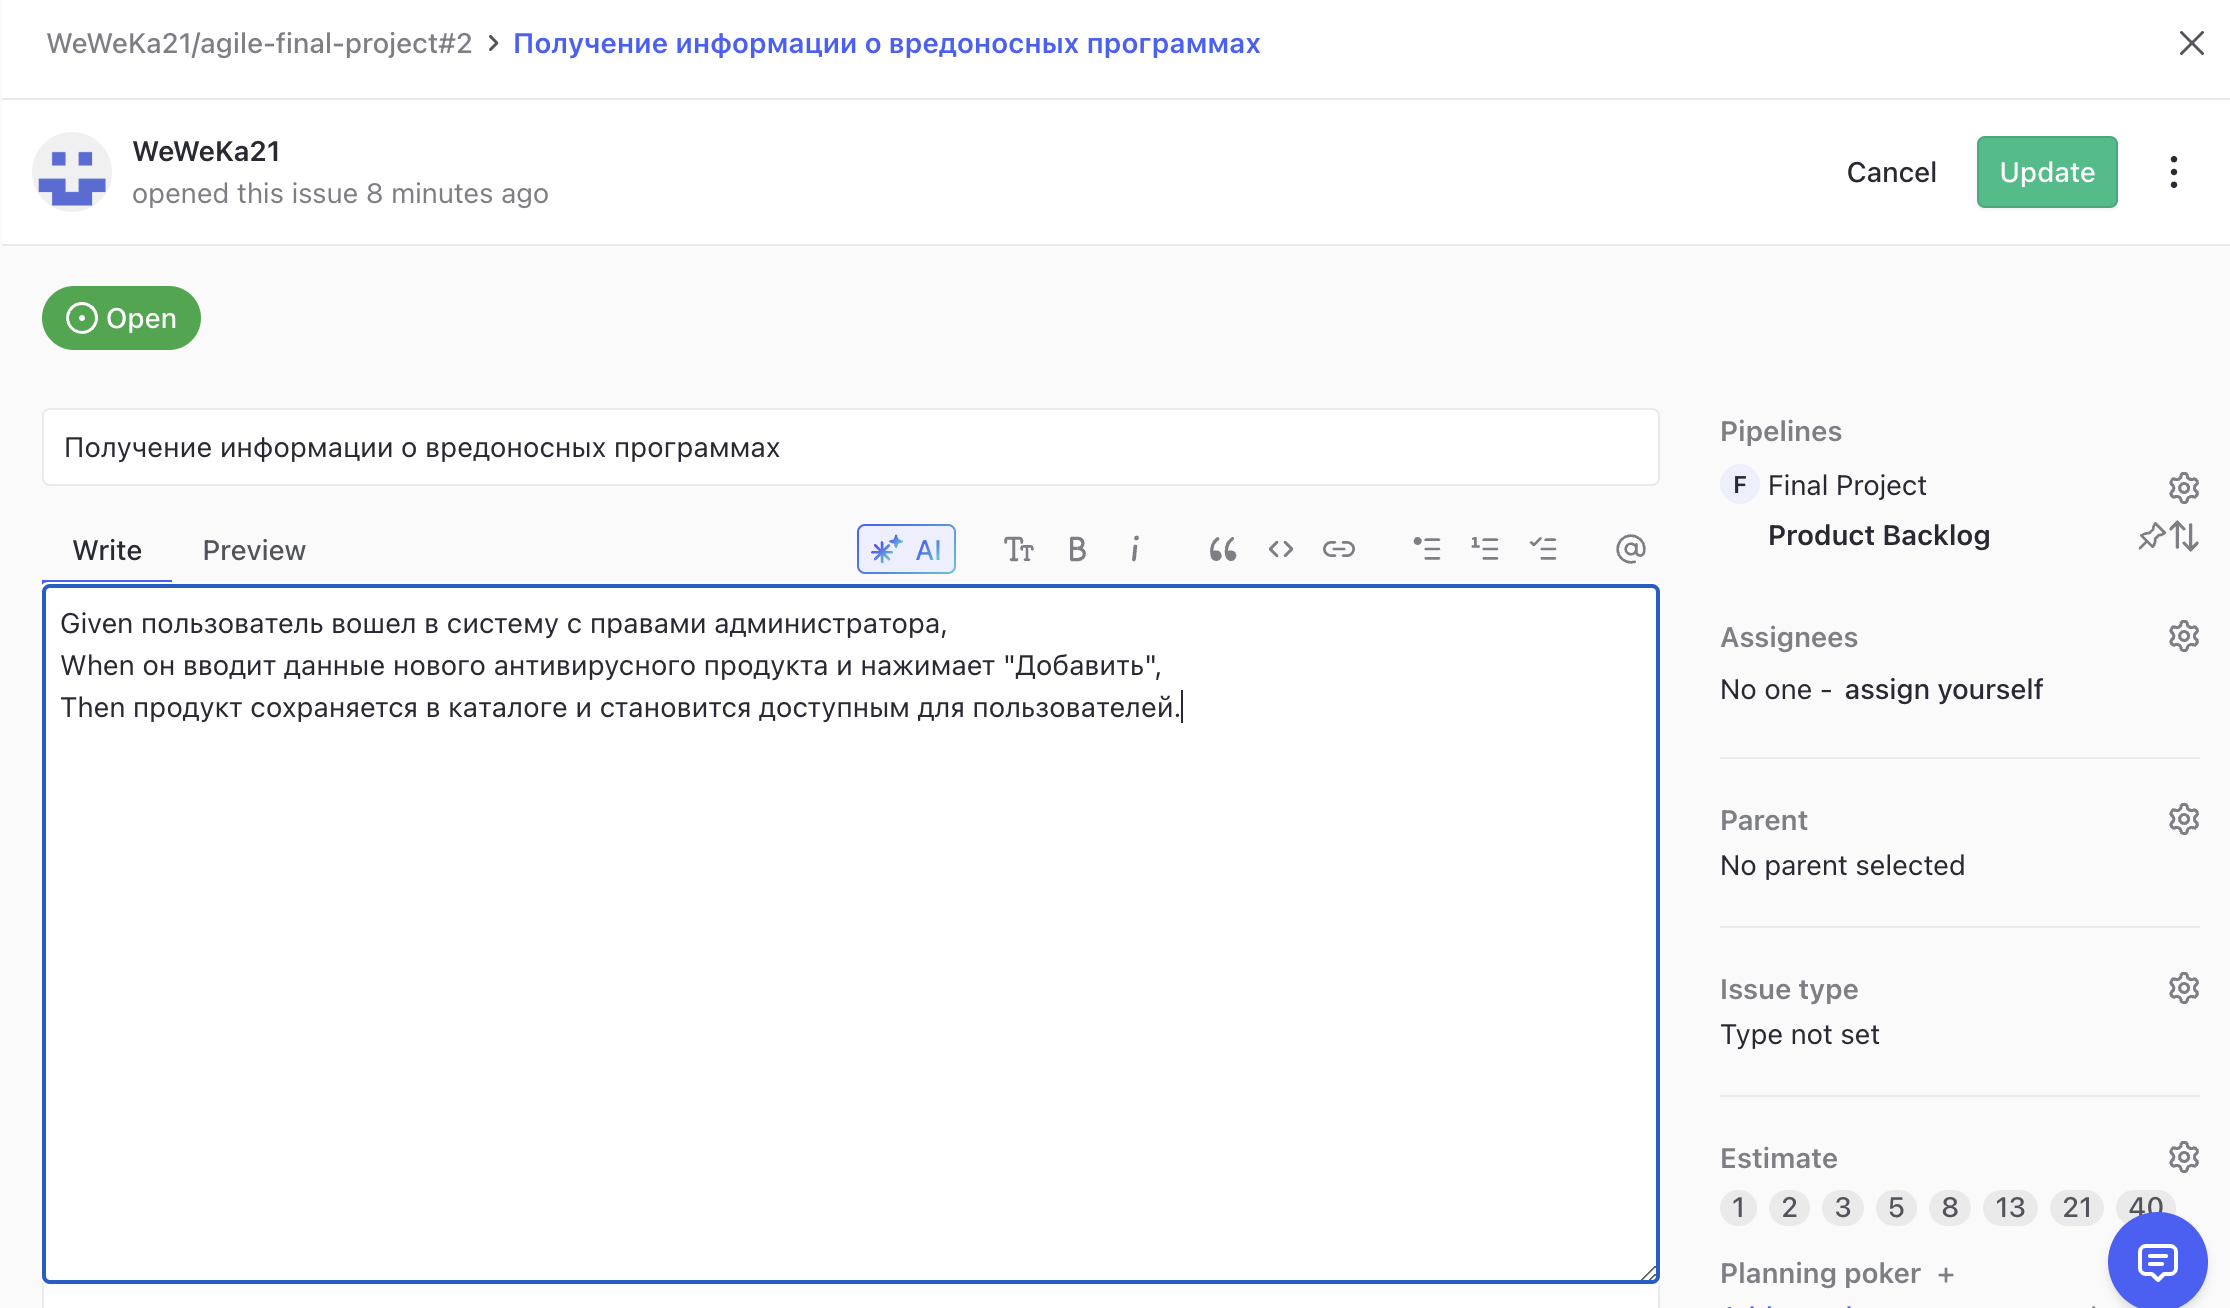 WeWeKa21/agile-final-project#2 > Получение информации о вредоносных программах
WeWeKa21
opened this issue 8 minutes ago
Cancel
Update
Open
Получение информации о вредоносных программах
Write
Preview
AI
Given пользователь вошел в систему с правами администратора,
When он вводит данные нового антивирусного продукта и нажимает "Добавить",
Then продукт сохраняется в каталоге и становится доступным для пользователей.
Pipelines
F Final Project
Product Backlog
Assignees
No one - assign yourself
Parent
No parent selected
Issue type
Type not set
Estimate
1 2 3 5 8 13 21 40
Planning poker +